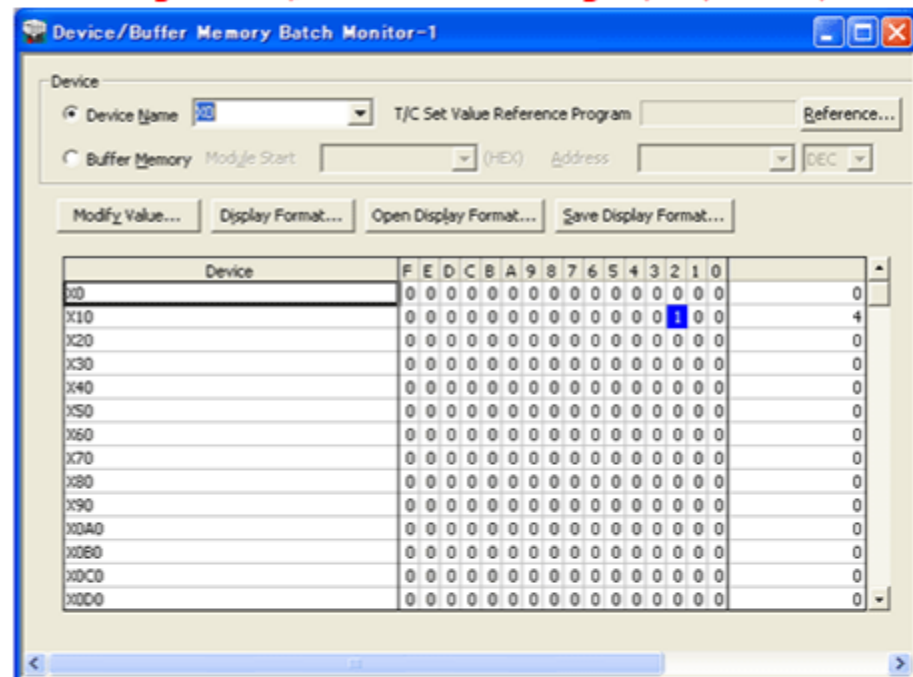 Device/Buffer Memory Batch Monitor-1
Device
Device Name X0 T/C Set Value Reference Program Reference...
Buffer Memory Module Start (HEX) Address DEC
Modify Value... Display Format... Open Display Format... Save Display Format...
Device F E D C B A 9 8 7 6 5 4 3 2 1 0
X0 0 0 0 0 0 0 0 0 0 0 0 0 0 0 0 0 0
X10 0 0 0 0 0 0 0 0 0 0 0 0 0 1 0 0 4
X20 0 0 0 0 0 0 0 0 0 0 0 0 0 0 0 0 0
X30 0 0 0 0 0 0 0 0 0 0 0 0 0 0 0 0 0
X40 0 0 0 0 0 0 0 0 0 0 0 0 0 0 0 0 0
X50 0 0 0 0 0 0 0 0 0 0 0 0 0 0 0 0 0
X60 0 0 0 0 0 0 0 0 0 0 0 0 0 0 0 0 0
X70 0 0 0 0 0 0 0 0 0 0 0 0 0 0 0 0 0
X80 0 0 0 0 0 0 0 0 0 0 0 0 0 0 0 0 0
X90 0 0 0 0 0 0 0 0 0 0 0 0 0 0 0 0 0
X0A0 0 0 0 0 0 0 0 0 0 0 0 0 0 0 0 0 0
X0B0 0 0 0 0 0 0 0 0 0 0 0 0 0 0 0 0 0
X0C0 0 0 0 0 0 0 0 0 0 0 0 0 0 0 0 0 0
X0D0 0 0 0 0 0 0 0 0 0 0 0 0 0 0 0 0 0